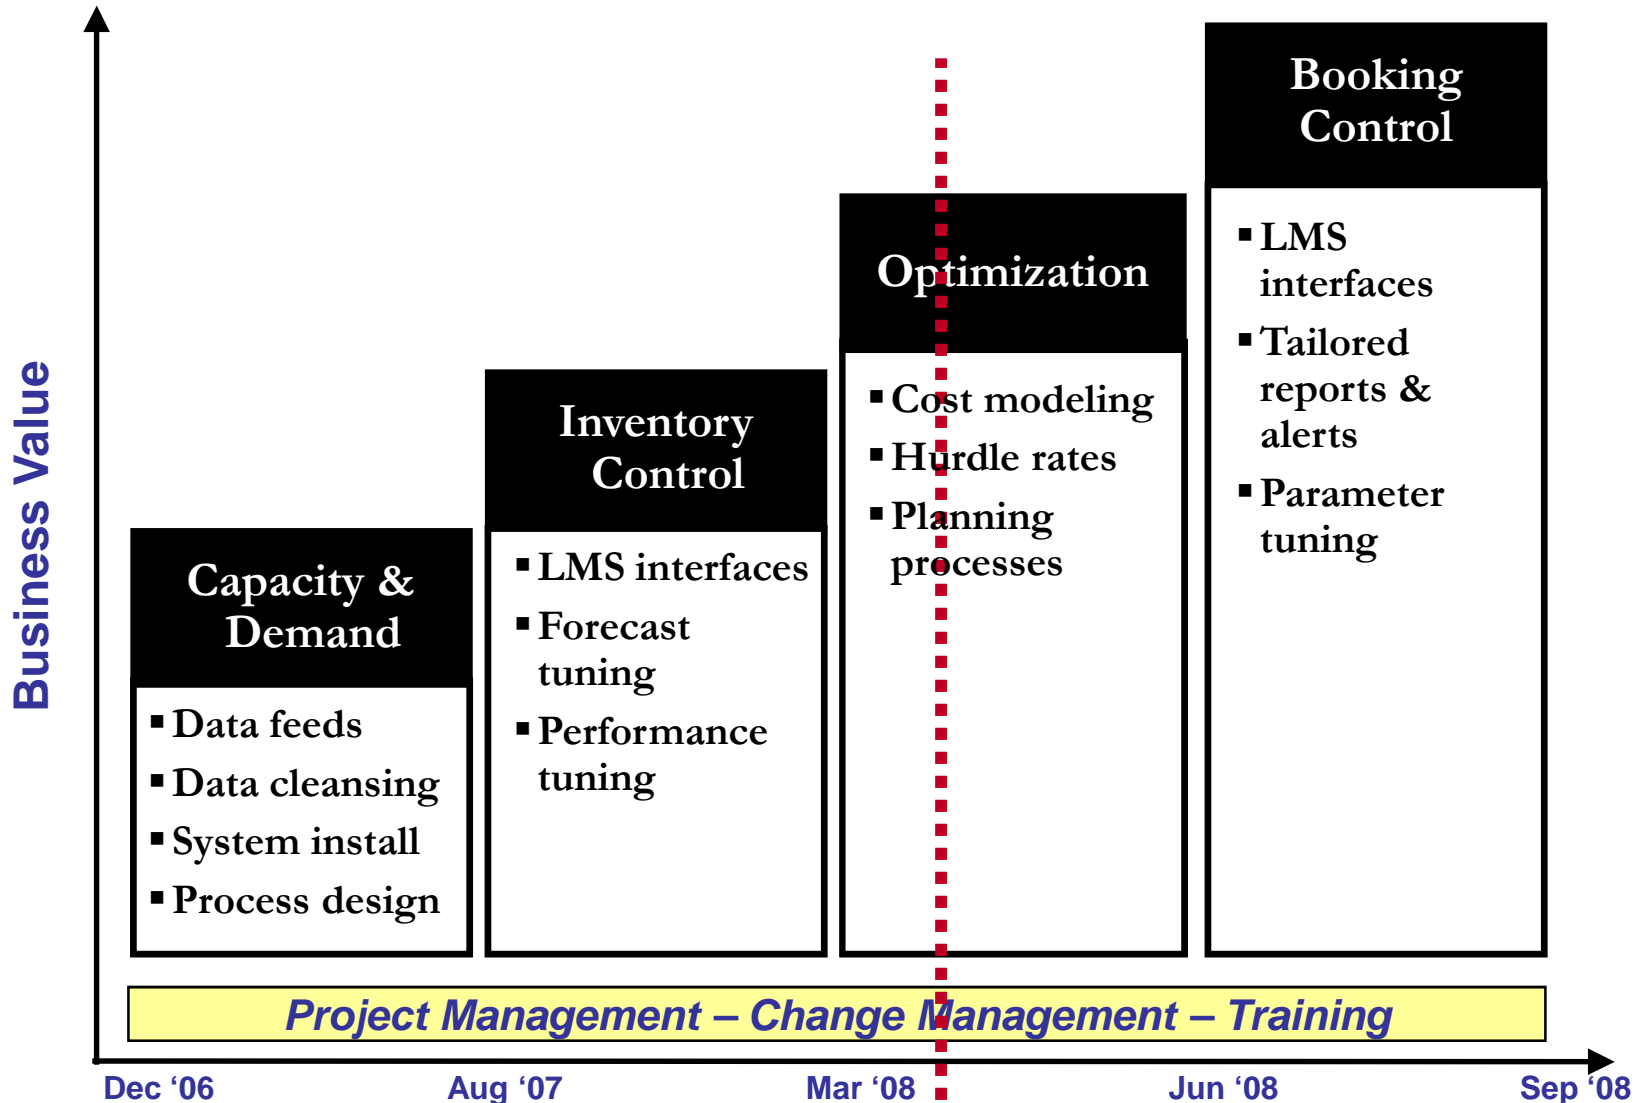 Business Value
Capacity &
Demand
▪ Data feeds
▪ Data cleansing
▪ System install
▪ Process design
Inventory
Control
▪ LMS interfaces
▪ Forecast
tuning
▪ Performance
tuning
Optimization
▪ Cost modeling
▪ Hurdle rates
▪ Planning
processes
Booking
Control
▪ LMS
interfaces
▪ Tailored
reports &
alerts
▪ Parameter
tuning
Project Management – Change Management – Training
Dec ‘06
Aug ‘07
Mar ‘08
Jun ‘08
Sep ‘08